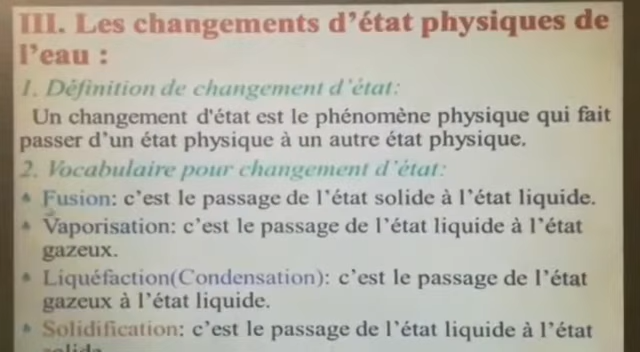 III. Les changements d'état physiques de
l'eau :
1. Définition de changement d'état:
Un changement d'état est le phénomène physique qui fait
passer d'un état physique à un autre état physique.
2. Vocabulaire pour changement d'état:
Fusion: c'est le passage de l'état solide à l'état liquide.
Vaporisation: c'est le passage de l'état liquide à l'état
gazeux.
Liquéfaction(Condensation): c'est le passage de l'état
gazeux à l'état liquide.
Solidification: c'est le passage de l'état liquide à l'état